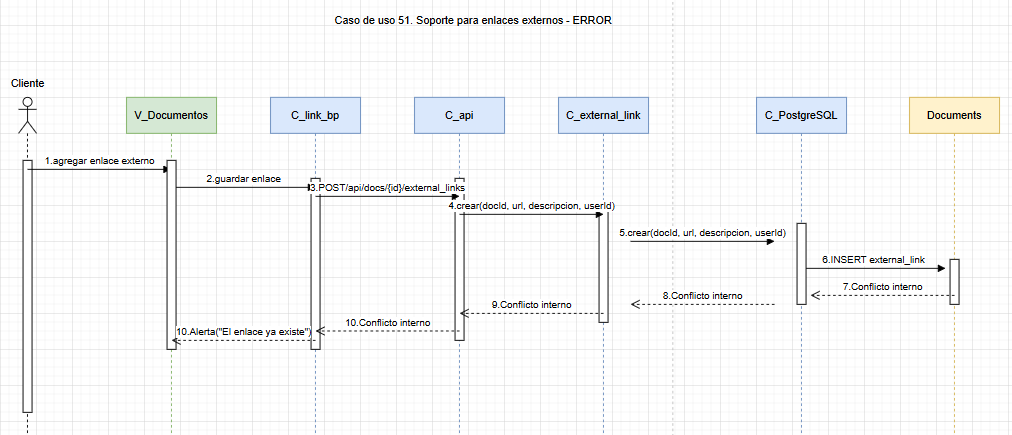 Caso de uso 51. Soporte para enlaces externos - ERROR
Cliente
V_Documentos
C_link_bp
C_api
C_external_link
C_PostgreSQL
Documents
1.agregar enlace externo
2.guardar enlace
3.POST/api/docs/{id}/external_links
4.crear(docId, url, descripcion, userId)
5.crear(docId, url, descripcion, userId)
6.INSERT external_link
7.Conflicto interno
8.Conflicto interno
9.Conflicto interno
10.Conflicto interno
10.Alerta("El enlace ya existe")